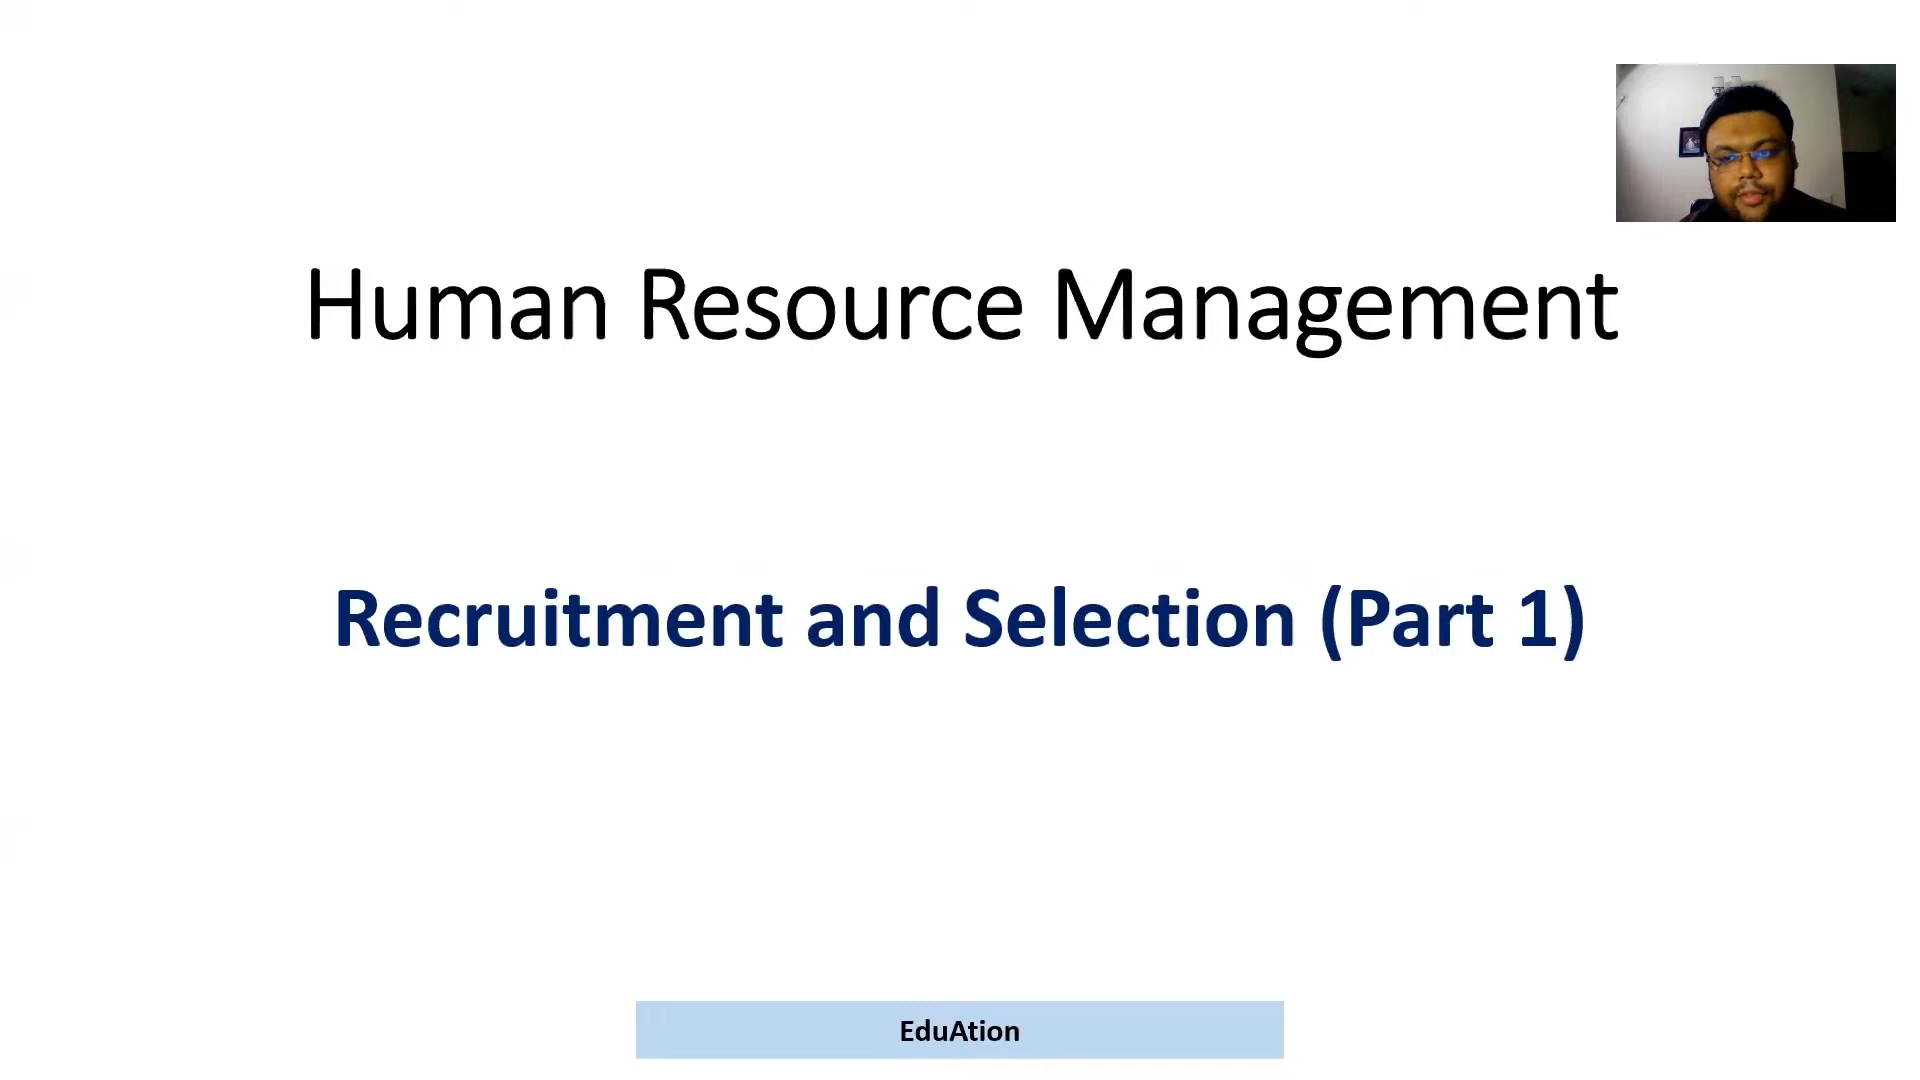 Human Resource Management
Recruitment and Selection (Part 1)
EduAtion